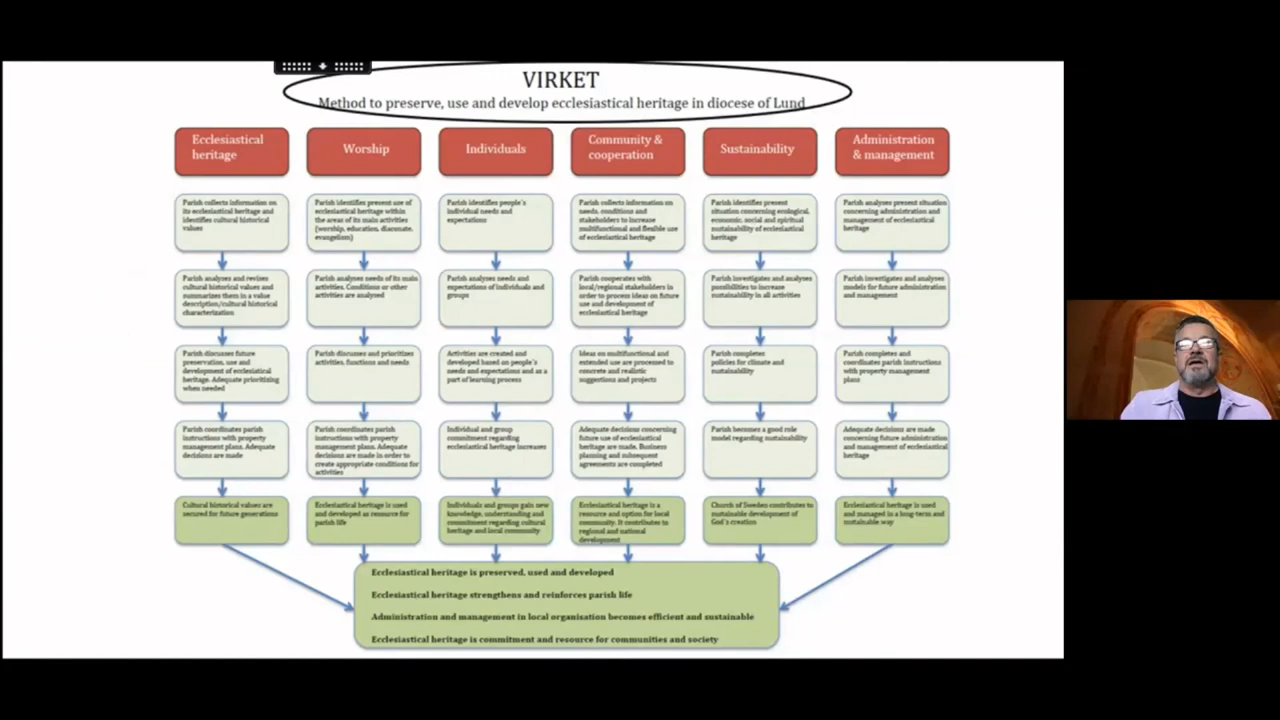 VIRKET
Method to preserve, use and develop ecclesiastical heritage in diocese of Lund
Ecclesiastical
heritage
Worship
Individuals
Community &
cooperation
Sustainability
Administration
& management
Parish collects information on
its ecclesiastical heritage and
identifies cultural historical
values
Parish identifies present use of
ecclesiastical heritage within
the areas of its main activities
(worship, education, diaconate,
evangelism)
Parish identifies people's
individual needs and
expectations
Parish collects information on
needs, conditions and
stakeholders to increase
multifunctional and flexible use
of ecclesiastical heritage
Parish identifies present
situation concerning ecological,
economic, social and spiritual
sustainability of ecclesiastical
heritage
Parish analyses present situation
concerning administration and
management of ecclesiastical
heritage
Parish analyses and revises
cultural historical values and
summarizes them in a value
description/cultural historical
characterization
Parish analyses needs of its main
activities. Conditions or other
activities are analysed
Parish analyses needs and
expectations of individuals and
groups
Parish cooperates with
local/regional stakeholders in
order to process ideas on future
use and development of
ecclesiastical heritage
Parish investigates and analyses
possibilities to increase
sustainability in all activities
Parish investigates and analyses
models for future administration
and management
Parish discusses future
preservation, use and
development of ecclesiastical
heritage. Adequate prioritizing
when needed
Parish discusses and prioritizes
activities, functions and needs
Activities are created and
developed based on people's
needs and expectations and as a
part of learning process
Ideas on multifunctional and
extended use are processed to
concrete and realistic
suggestions and projects
Parish completes
policies for climate and
sustainability
Parish completes and
coordinates parish instructions
with property management
plans
Parish coordinates parish
instructions with property
management plans. Adequate
decisions are made
Parish coordinates parish
instructions with property
management plans. Adequate
decisions are made in order to
create appropriate conditions for
activities
Individual and group
commitment regarding
ecclesiastical heritage increases
Adequate decisions concerning
future use of ecclesiastical
heritage are made. Business
planning and subsequent
agreements are completed
Parish becomes a good role
model regarding sustainability
Adequate decisions are made
concerning future administration
and management of ecclesiastical
heritage
Cultural historical values are
secured for future generations
Ecclesiastical heritage is used
and developed as resource for
parish life
Individuals and groups gain new
knowledge, understanding and
commitment regarding cultural
heritage and local community
Ecclesiastical heritage is a
resource and option for local
community. It contributes to
regional and national
development
Church of Sweden contributes to
sustainable development of
God's creation
Ecclesiastical heritage is used
and managed in a long-term and
sustainable way
Ecclesiastical heritage is preserved, used and developed
Ecclesiastical heritage strengthens and reinforces parish life
Administration and management in local organisation becomes efficient and sustainable
Ecclesiastical heritage is commitment and resource for communities and society